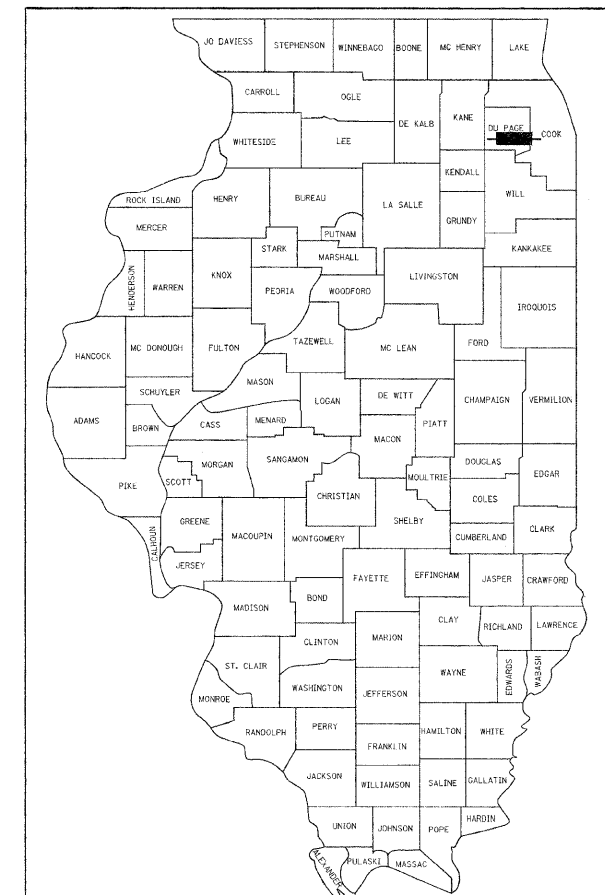 JO DAVIESS STEPHENSON WINNEBAGO BOONE MC HENRY LAKE
CARROLL OGLE DE KALB KANE DU PAGE COOK
WHITESIDE LEE
KENDALL WILL
ROCK ISLAND HENRY BUREAU LA SALLE GRUNDY
MERCER PUTNAM
STARK MARSHALL KANKAKEE
HENDERSON WARREN KNOX PEORIA WOODFORD LIVINGSTON IROQUOIS
HANCOCK MC DONOUGH FULTON TAZEWELL MC LEAN FORD
SCHUYLER MASON
ADAMS BROWN CASS MENARD LOGAN DE WITT PIATT CHAMPAIGN VERMILION
MACON
PIKE SCOTT MORGAN SANGAMON MOULTRIE DOUGLAS EDGAR
CHRISTIAN COLES
CALHOUN GREENE MACOUPIN MONTGOMERY SHELBY CUMBERLAND CLARK
JERSEY FAYETTE EFFINGHAM JASPER CRAWFORD
MADISON BOND
CLAY RICHLAND LAWRENCE
CLINTON MARION
ST. CLAIR WAYNE EDWARDS WABASH
WASHINGTON JEFFERSON
MONROE
RANDOLPH PERRY HAMILTON WHITE
FRANKLIN
JACKSON WILLIAMSON SALINE GALLATIN
UNION JOHNSON POPE HARDIN
ALEXANDER PULASKI MASSAC